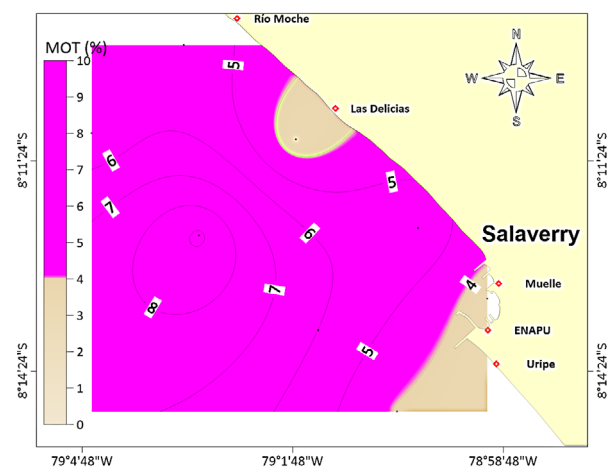 Río Moche
MOT (%)
10
9
8
7
6
5
4
3
2
1
0
5
Las Delicias
N
W E
S
6
7
5
6
7
8
5
4
Salaverry
Muelle
ENAPU
Uripe
8°11'24"S
8°14'24"S
8°11'24"S
8°14'24"S
79°4'48"W
79°1'48"W
78°58'48"W